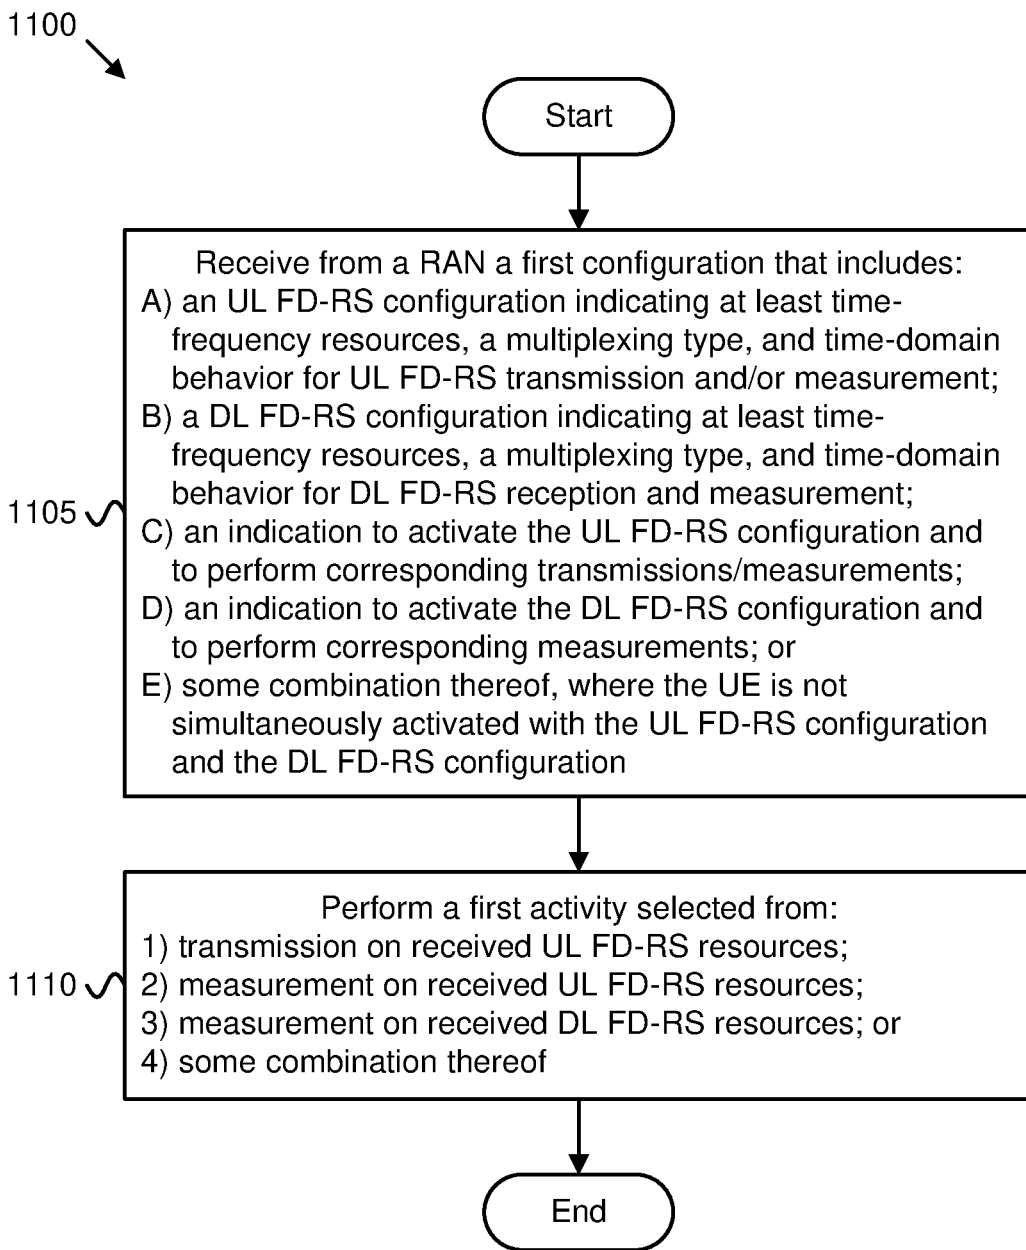 1100
Start
Receive from a RAN a first configuration that includes:
A) an UL FD-RS configuration indicating at least time-
frequency resources, a multiplexing type, and time-domain
behavior for UL FD-RS transmission and/or measurement;
B) a DL FD-RS configuration indicating at least time-
frequency resources, a multiplexing type, and time-domain
behavior for DL FD-RS reception and measurement;
1105
C) an indication to activate the UL FD-RS configuration and
to perform corresponding transmissions/measurements;
D) an indication to activate the DL FD-RS configuration and
to perform corresponding measurements; or
E) some combination thereof, where the UE is not
simultaneously activated with the UL FD-RS configuration
and the DL FD-RS configuration
Perform a first activity selected from:
1) transmission on received UL FD-RS resources;
1110
2) measurement on received UL FD-RS resources;
3) measurement on received DL FD-RS resources; or
4) some combination thereof
End